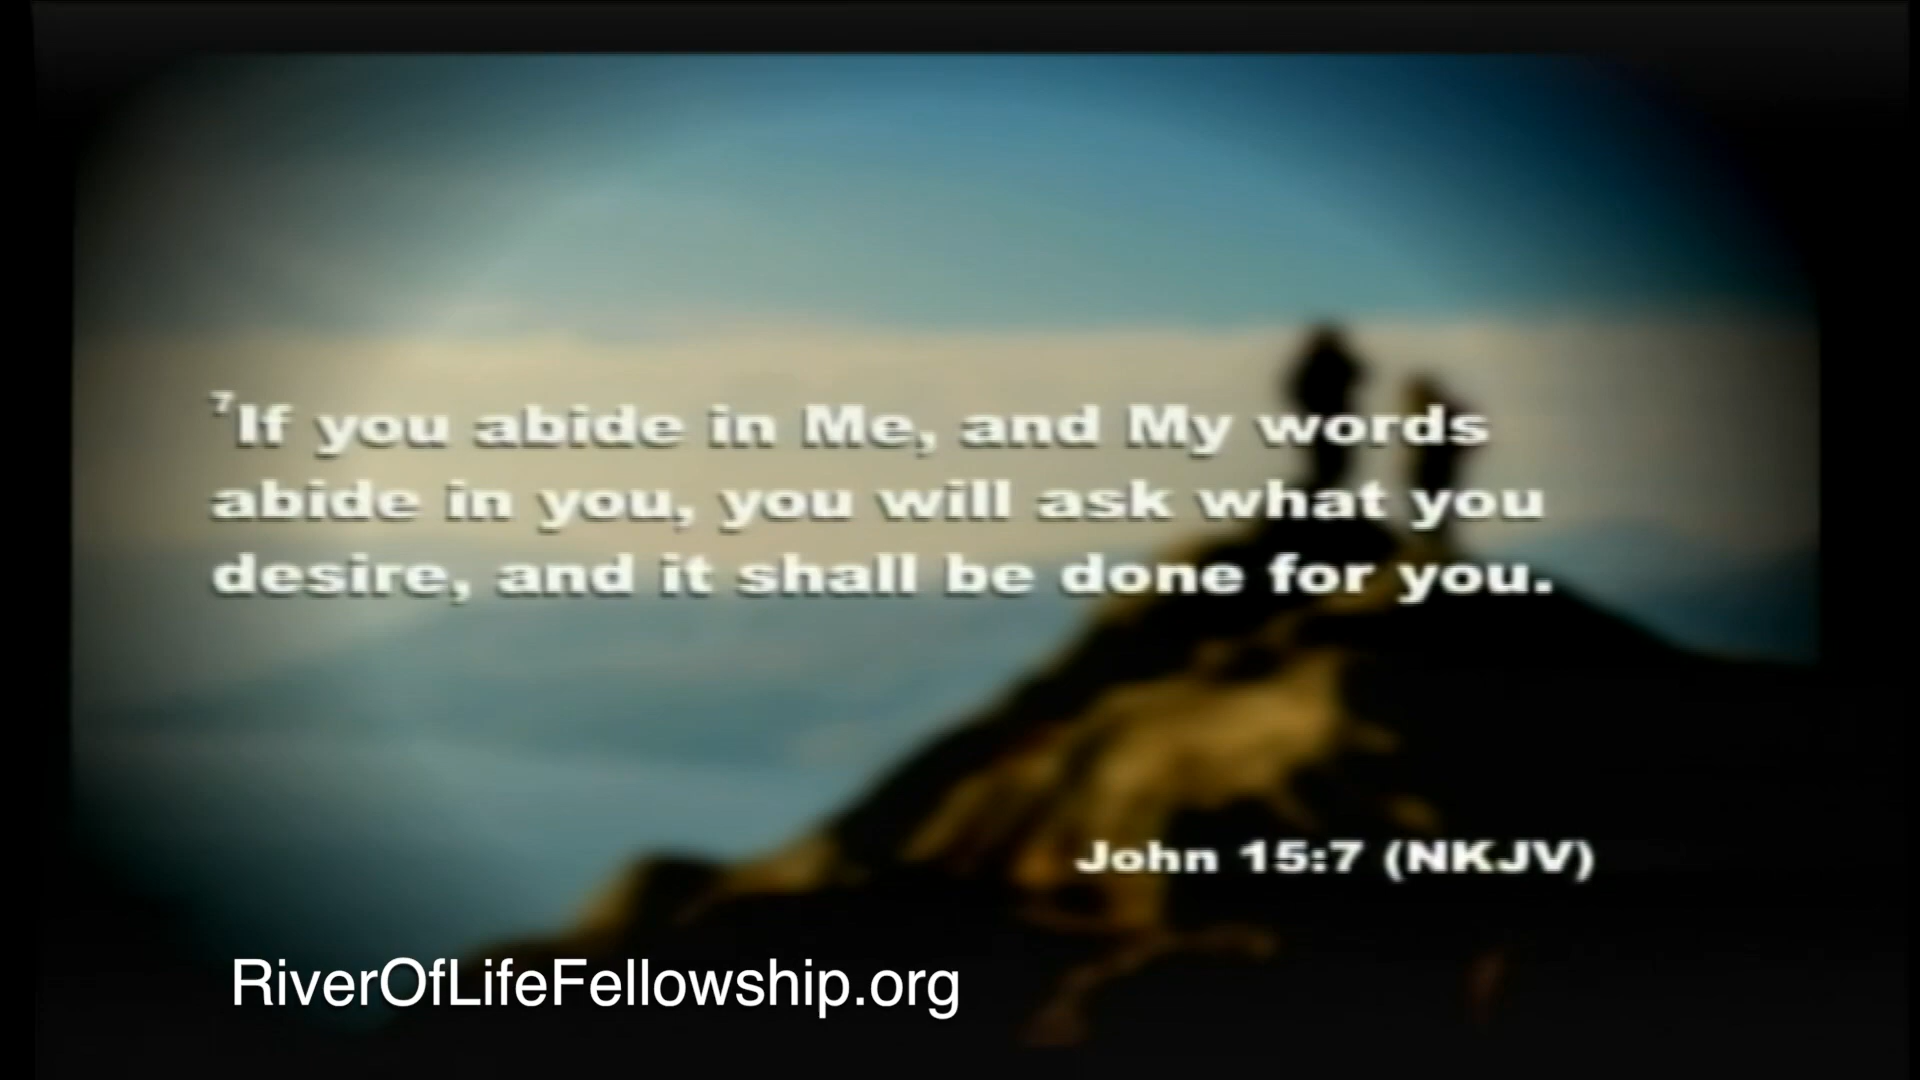 ⁷If you abide in Me, and My words
abide in you, you will ask what you
desire, and it shall be done for you.
John 15:7 (NKJV)
RiverOfLifeFellowship.org